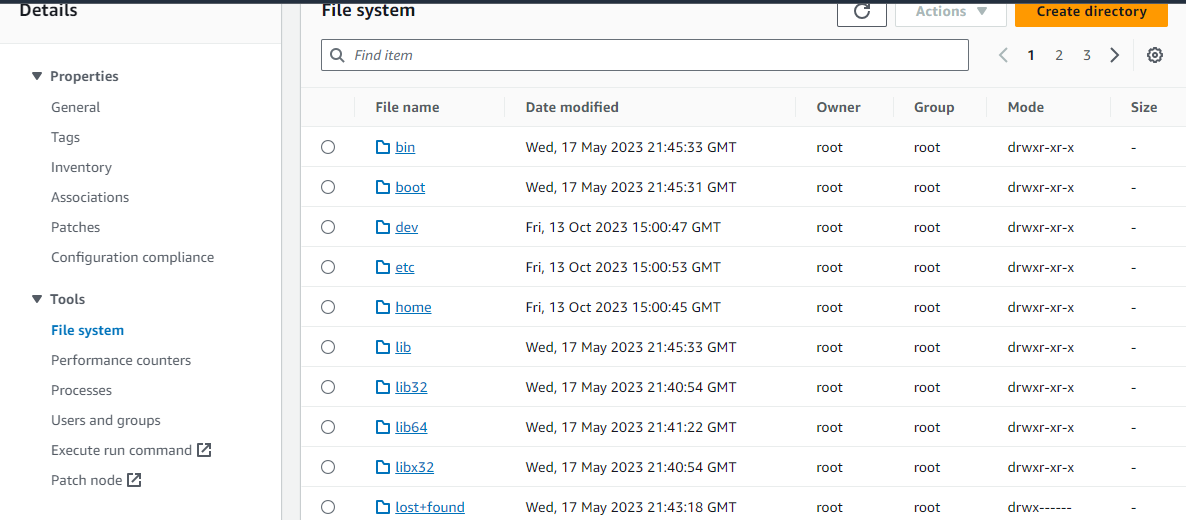 Details
Properties
General
Tags
Inventory
Associations
Patches
Configuration compliance
Tools
File system
Performance counters
Processes
Users and groups
Execute run command
Patch node
File system
Actions
Create directory
Find item
1 2 3
File name Date modified Owner Group Mode Size
bin Wed, 17 May 2023 21:45:33 GMT root root drwxr-xr-x -
boot Wed, 17 May 2023 21:45:31 GMT root root drwxr-xr-x -
dev Fri, 13 Oct 2023 15:00:47 GMT root root drwxr-xr-x -
etc Fri, 13 Oct 2023 15:00:53 GMT root root drwxr-xr-x -
home Fri, 13 Oct 2023 15:00:45 GMT root root drwxr-xr-x -
lib Wed, 17 May 2023 21:45:33 GMT root root drwxr-xr-x -
lib32 Wed, 17 May 2023 21:40:54 GMT root root drwxr-xr-x -
lib64 Wed, 17 May 2023 21:41:22 GMT root root drwxr-xr-x -
libx32 Wed, 17 May 2023 21:40:54 GMT root root drwxr-xr-x -
lost+found Wed, 17 May 2023 21:43:18 GMT root root drwx------ -